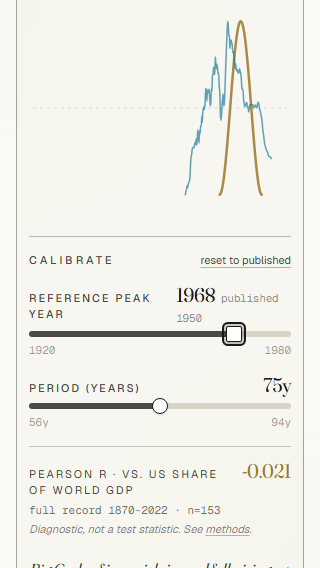 CALIBRATE reset to published
REFERENCE PEAK YEAR 1968 published 1950
1920 1980
PERIOD (YEARS) 75y
56y 94y
PEARSON R · VS. US SHARE OF WORLD GDP -0.021
full record 1870–2022 · n=153
Diagnostic, not a test statistic. See methods.